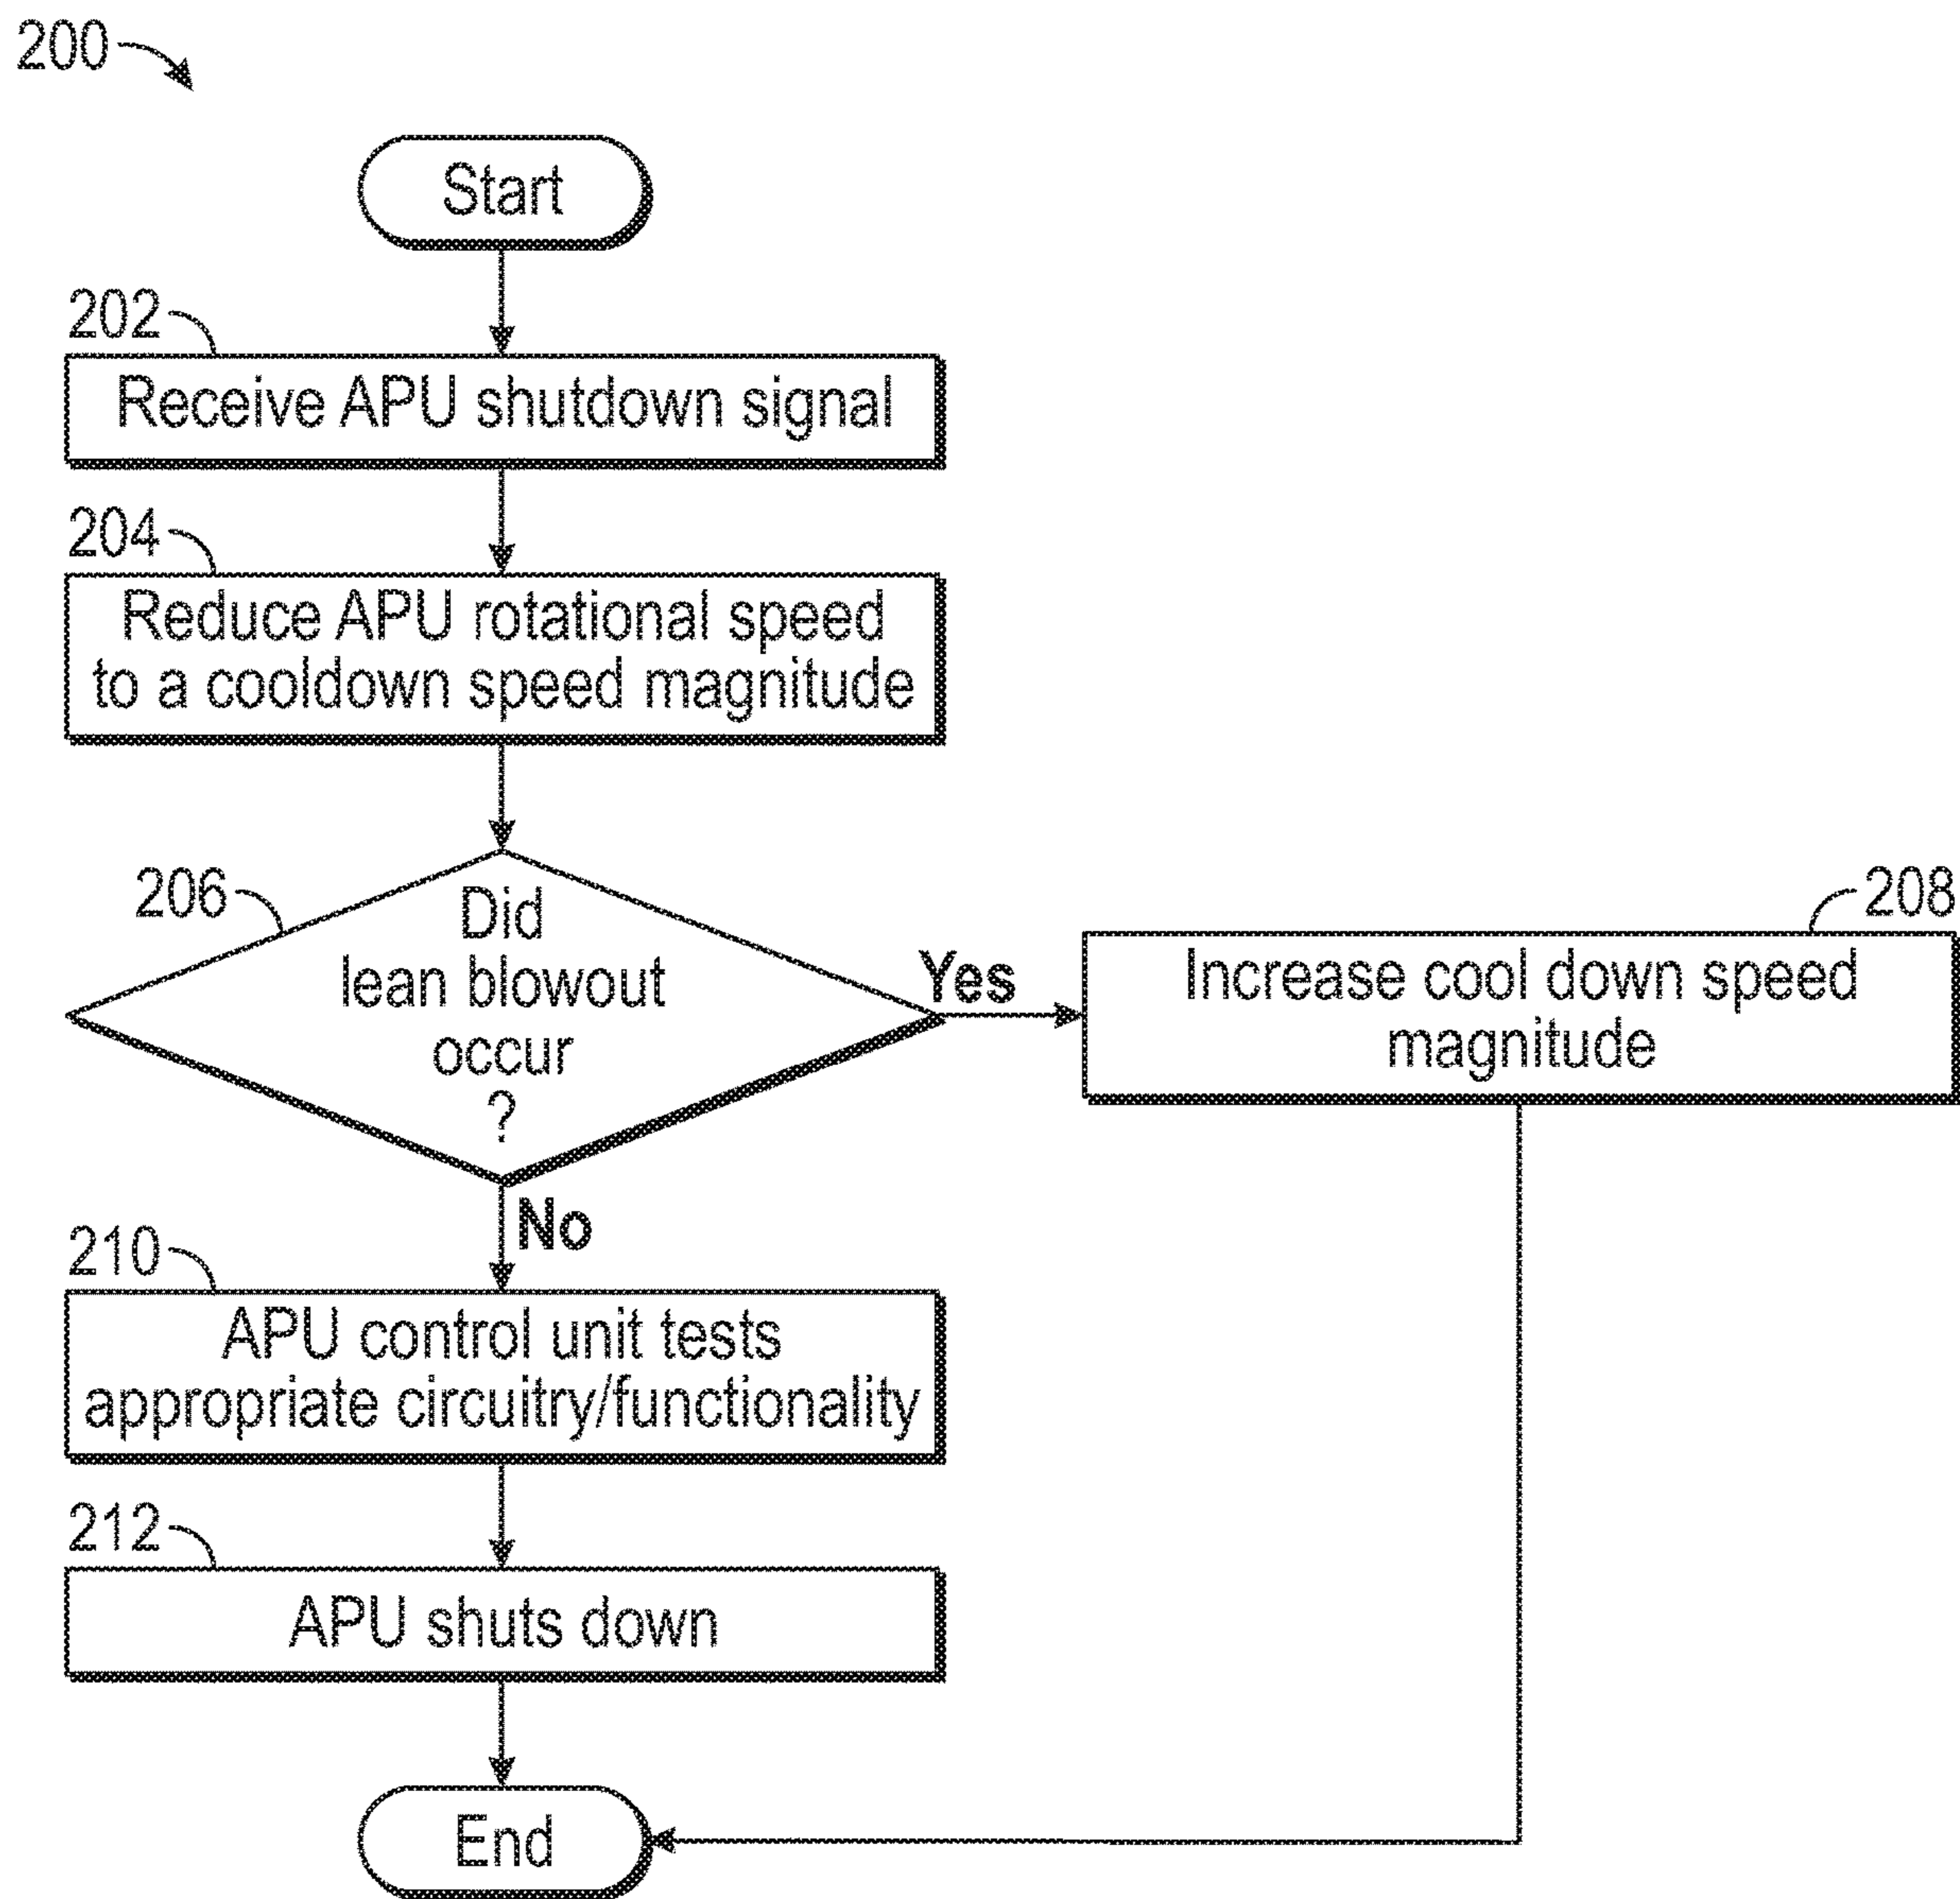 200
Start
202
Receive APU shutdown signal
204
Reduce APU rotational speed
to a cooldown speed magnitude
206
Did
lean blowout
occur
?
Yes
208
Increase cool down speed
magnitude
No
210
APU control unit tests
appropriate circuitry/functionality
212
APU shuts down
End